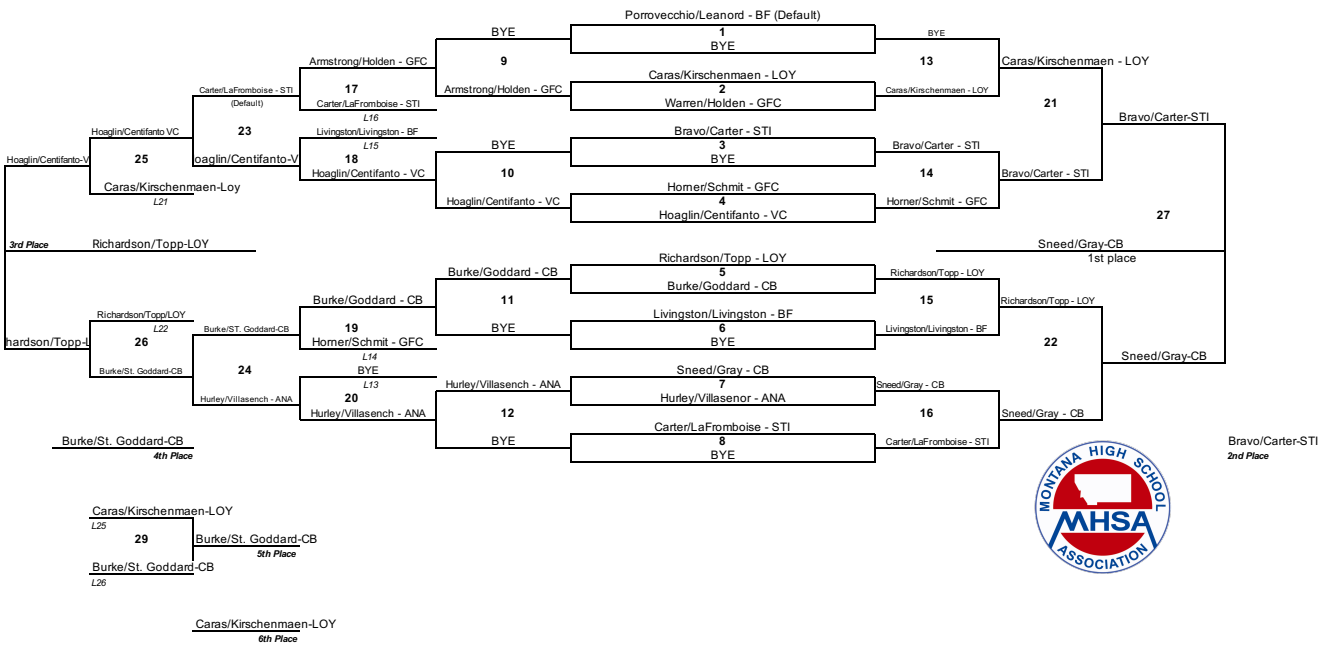 Porrovecchio/Leanord - BF (Default)
BYE
1
BYE
BYE
Armstrong/Holden - GFC
9
13
Caras/Kirschenmaen - LOY
Caras/Kirschenmaen - LOY
17
Carter/LaFromboise - STI
Armstrong/Holden - GFC
2
Caras/Kirschenmaen - LOY
(Default)
Carter/LaFromboise - STI
Warren/Holden - GFC
21
L16
Bravo/Carter-STI
Hoaglin/Centifanto VC
23
Livingston/Livingston - BF
Bravo/Carter - STI
L15
BYE
3
Bravo/Carter - STI
Hoaglin/Centifanto-V
25
oaglin/Centifanto-V
18
BYE
Hoaglin/Centifanto - VC
10
14
Bravo/Carter - STI
Caras/Kirschenmaen-Loy
Horner/Schmit - GFC
L21
Hoaglin/Centifanto - VC
4
Horner/Schmit - GFC
Hoaglin/Centifanto - VC
27
3rd Place
Richardson/Topp-LOY
Sneed/Gray-CB
1st place
Richardson/Topp - LOY
Burke/Goddard - CB
5
Richardson/Topp - LOY
Burke/Goddard - CB
Burke/Goddard - CB
11
15
Richardson/Topp - LOY
Richardson/Topp/LOY
Livingston/Livingston - BF
L22
Burke/ST. Goddard-CB
19
BYE
6
Livingston/Livingston - BF
hardson/Topp-L
26
Horner/Schmit - GFC
BYE
22
L14
Sneed/Gray-CB
Burke/St. Goddard-CB
24
BYE
Sneed/Gray - CB
L13
Hurley/Villasench - ANA
7
Sneed/Gray - CB
Hurley/Villasench - ANA
20
Hurley/Villasenor - ANA
Hurley/Villasench - ANA
12
16
Sneed/Gray - CB
Carter/LaFromboise - STI
Burke/St. Goddard-CB
BYE
8
Carter/LaFromboise - STI
Bravo/Carter-STI
4th Place
BYE
2nd Place
MONTANA HIGH SCHOOL
MHSA
ASSOCIATION
Caras/Kirschenmaen-LOY
L25
29
Burke/St. Goddard-CB
5th Place
Burke/St. Goddard-CB
L26
Caras/Kirschenmaen-LOY
6th Place